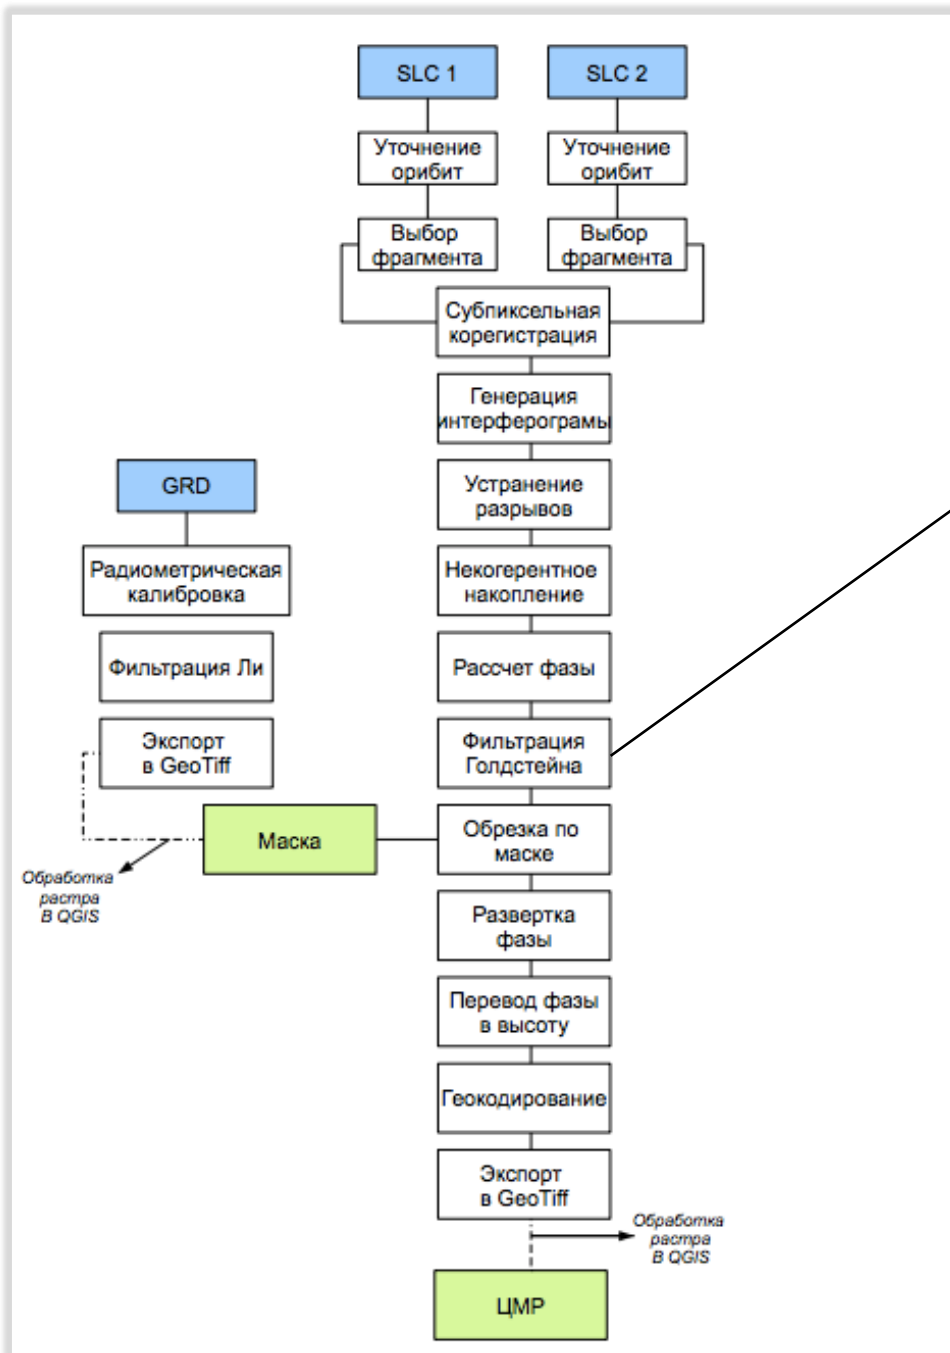 SLC 1
SLC 2
Уточнение
орибит
Уточнение
орибит
Выбор
фрагмента
Выбор
фрагмента
Субпиксельная
корегистрация
Генерация
интерферограмы
GRD
Устранение
разрывов
Радиометрическая
калибровка
Некогерентное
накопление
Фильтрация Ли
Рассчет фазы
Экспорт
в GeoTiff
Фильтрация
Голдстейна
Маска
Обрезка по
маске
Обработка
растра
В QGIS
Развертка
фазы
Перевод фазы
в высоту
Геокодирование
Экспорт
в GeoTiff
Обработка
растра
В QGIS
ЦМР